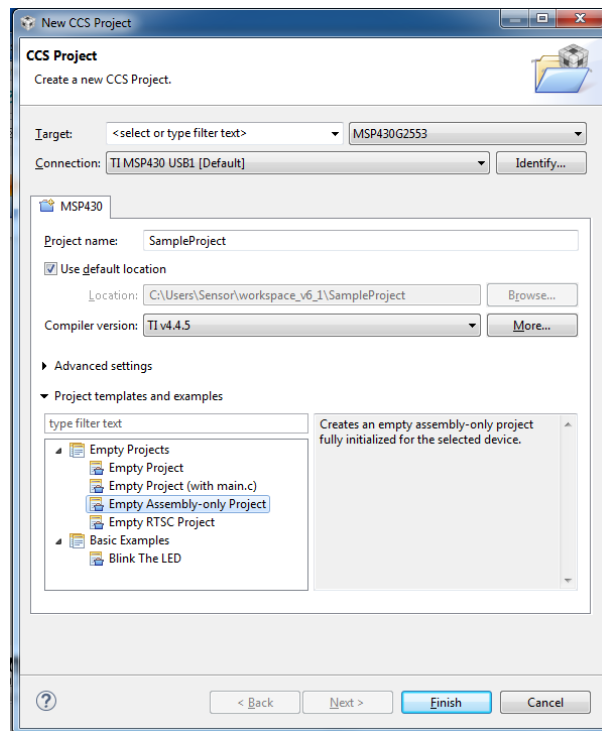 New CCS Project
CCS Project
Create a new CCS Project.
Target: <select or type filter text> MSP430G2553
Connection: TI MSP430 USB1 [Default] Identify...
MSP430
Project name: SampleProject
Use default location
Location: C:\Users\Sensor\workspace_v6_1\SampleProject Browse...
Compiler version: TI v4.4.5 More...
Advanced settings
Project templates and examples
type filter text
Empty Projects
Empty Project
Empty Project (with main.c)
Empty Assembly-only Project
Empty RTSC Project
Basic Examples
Blink The LED
Creates an empty assembly-only project
fully initialized for the selected device.
? < Back Next > Finish Cancel